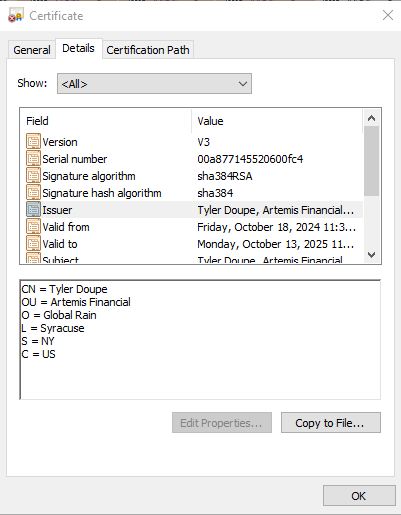 Certificate
General Details Certification Path
Show: <All>
Field Value
Version V3
Serial number 00a877145520600fc4
Signature algorithm sha384RSA
Signature hash algorithm sha384
Issuer Tyler Doupe, Artemis Financial...
Valid from Friday, October 18, 2024 11:3...
Valid to Monday, October 13, 2025 11...
Subject Tyler Doupe, Artemis Financial...
CN = Tyler Doupe
OU = Artemis Financial
O = Global Rain
L = Syracuse
S = NY
C = US
Edit Properties... Copy to File...
OK